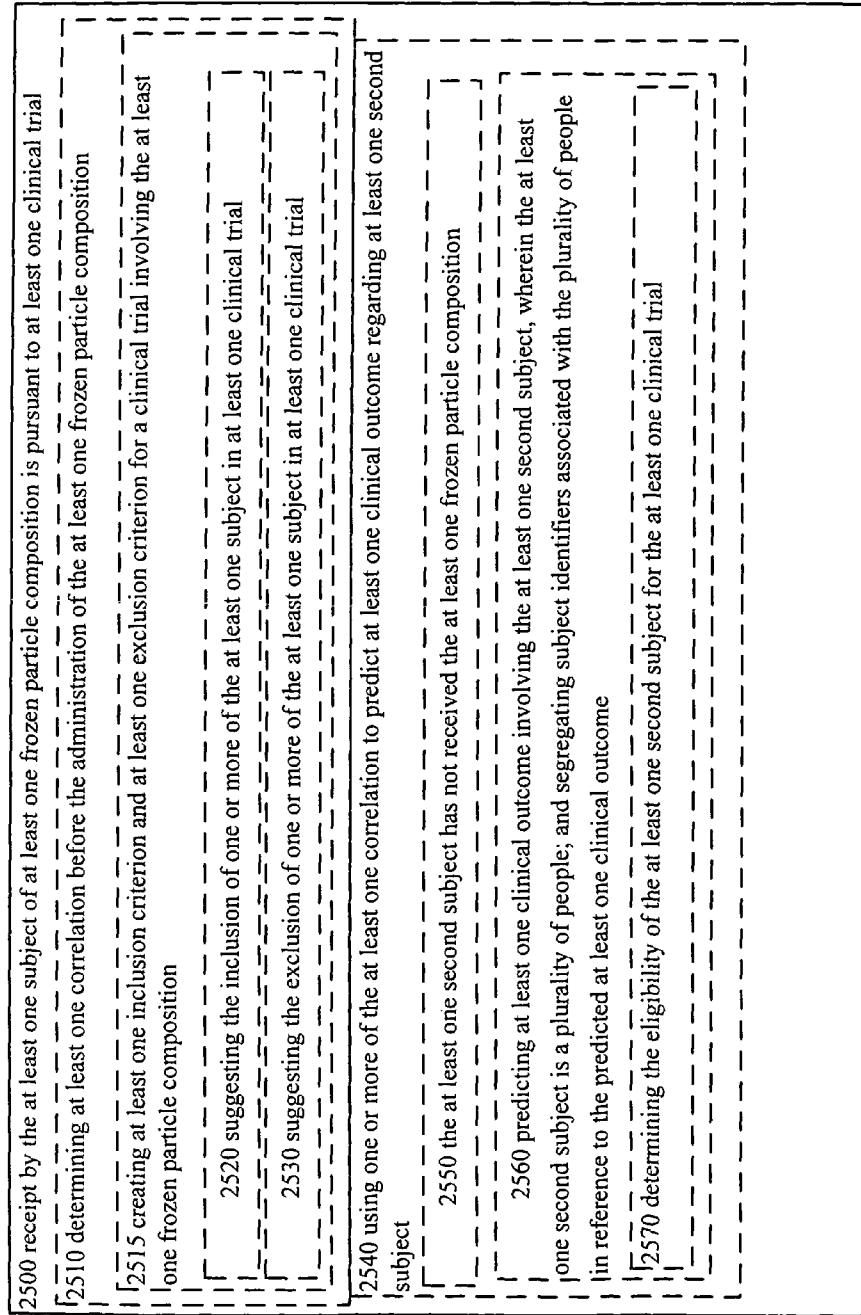 2500 receipt by the at least one subject of at least one frozen particle composition is pursuant to at least one clinical trial
2510 determining at least one correlation before the administration of the at least one frozen particle composition
2515 creating at least one inclusion criterion and at least one exclusion criterion for a clinical trial involving the at least
one frozen particle composition
2520 suggesting the inclusion of one or more of the at least one subject in at least one clinical trial
2530 suggesting the exclusion of one or more of the at least one subject in at least one clinical trial
2540 using one or more of the at least one correlation to predict at least one clinical outcome regarding at least one second
subject
2550 the at least one second subject has not received the at least one frozen particle composition
2560 predicting at least one clinical outcome involving the at least one second subject, wherein the at least
one second subject is a plurality of people; and segregating subject identifiers associated with the plurality of people
in reference to the predicted at least one clinical outcome
2570 determining the eligibility of the at least one second subject for the at least one clinical trial